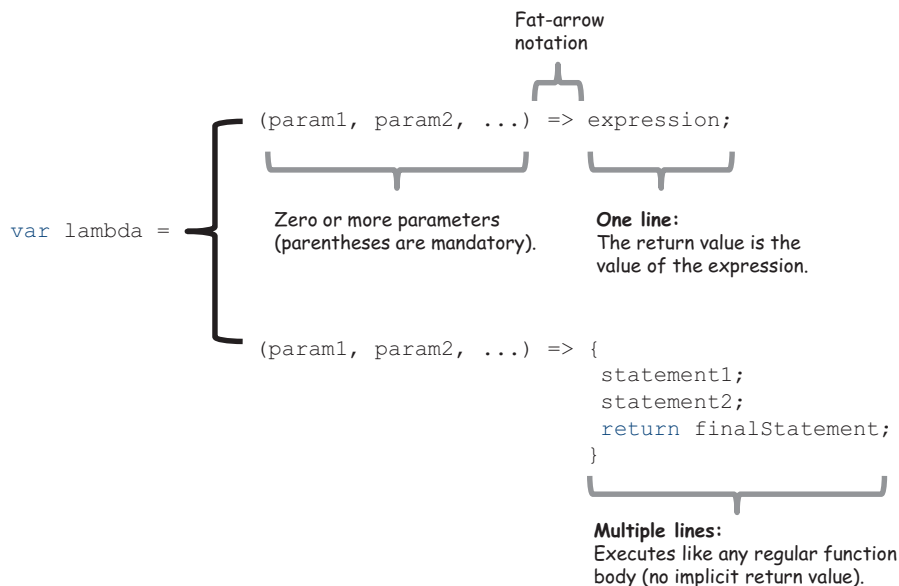 Fat-arrow
notation
(param1, param2, ...) => expression;
Zero or more parameters
(parentheses are mandatory).
One line:
The return value is the
value of the expression.
var lambda =
(param1, param2, ...) => {
statement1;
statement2;
return finalStatement;
}
Multiple lines:
Executes like any regular function
body (no implicit return value).